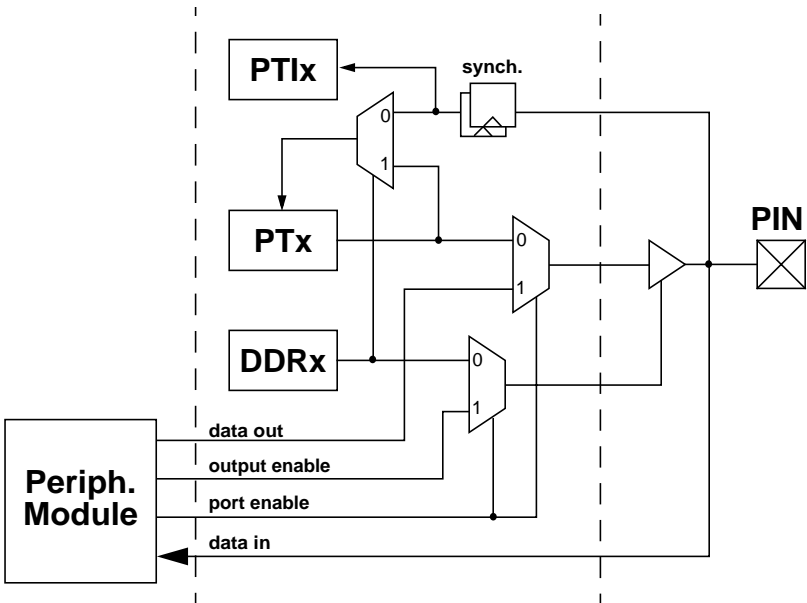 PTIx
synch.
0
1
PTx
PIN
0
1
DDRx
0
1
data out
output enable
Periph.
Module
port enable
data in